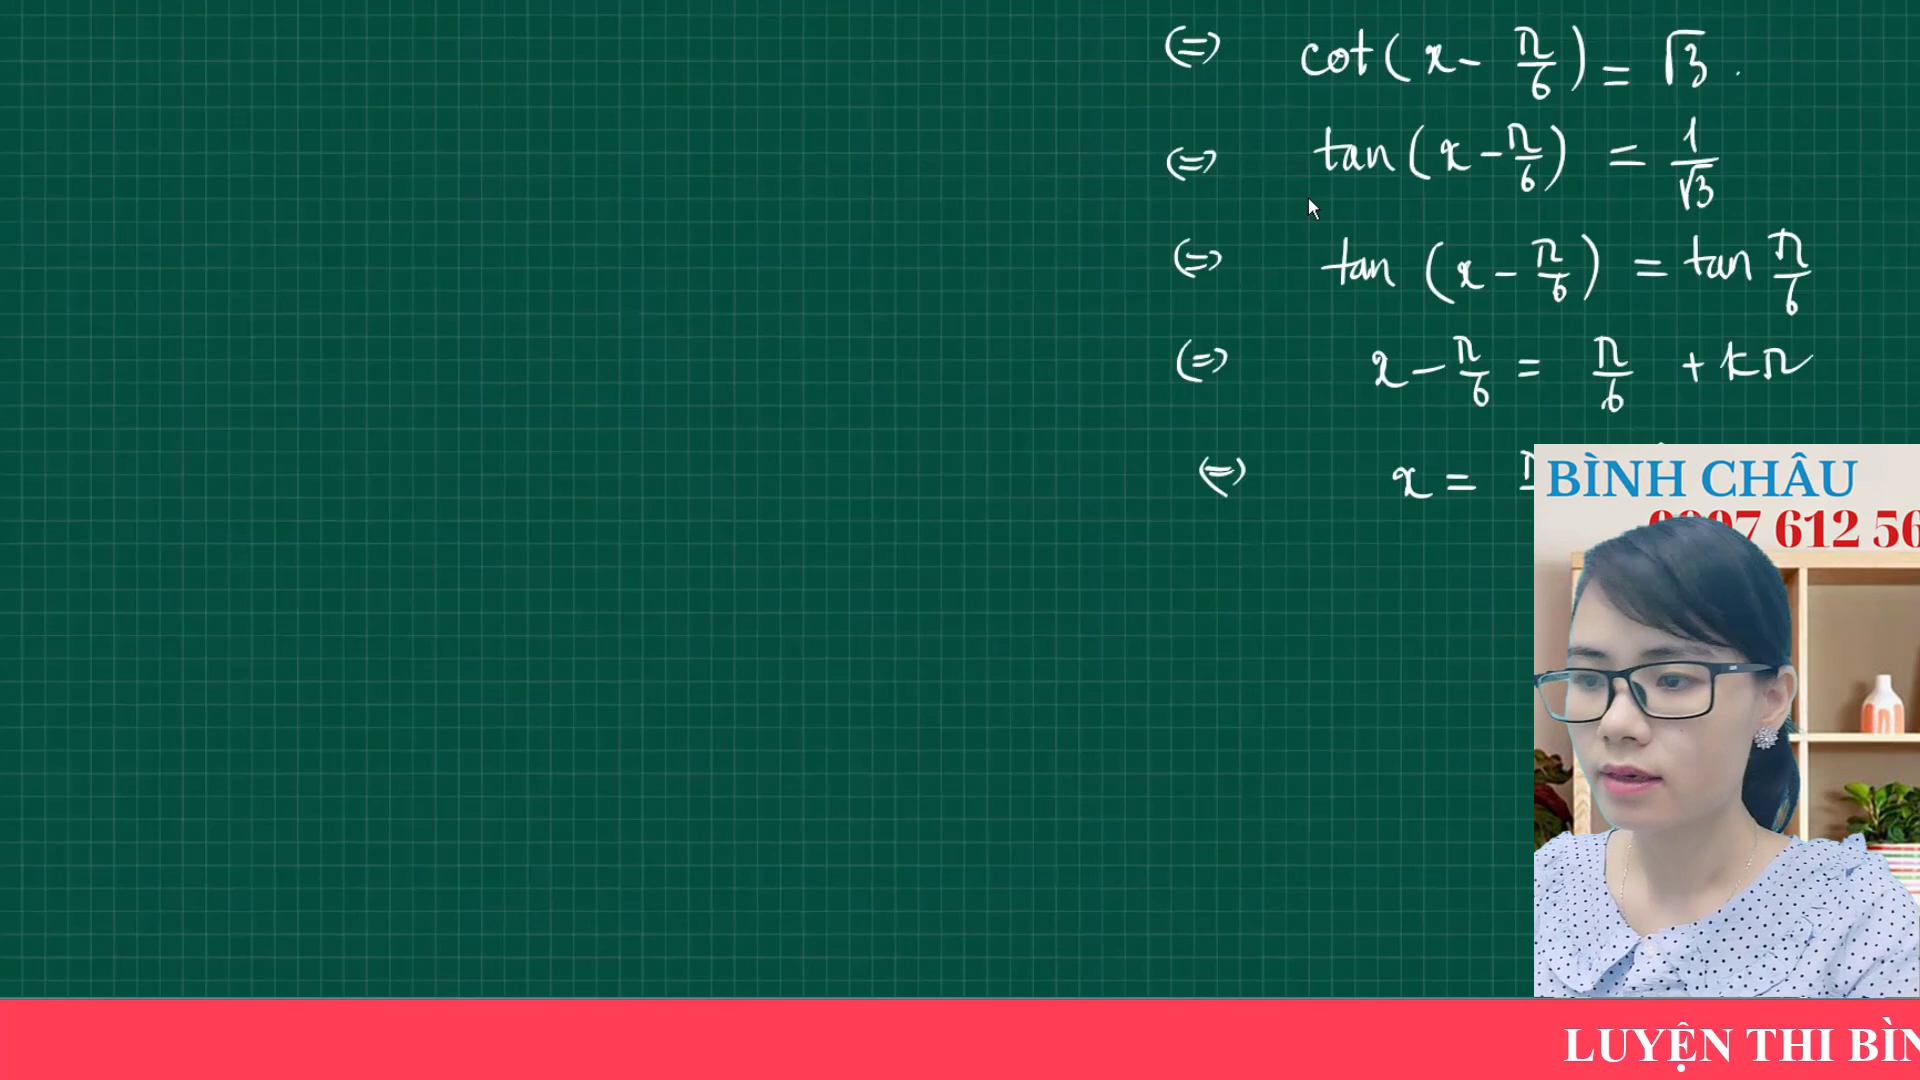 (=) cot(x - π/6) = √3.
(=) tan(x - π/6) = 1/√3
(=) tan (x - π/6) = tan π/6
(=) x - π/6 = π/6 + kπ
(=) x =
BÌNH CHÂU
7 612 56
LUYỆN THI BÌN